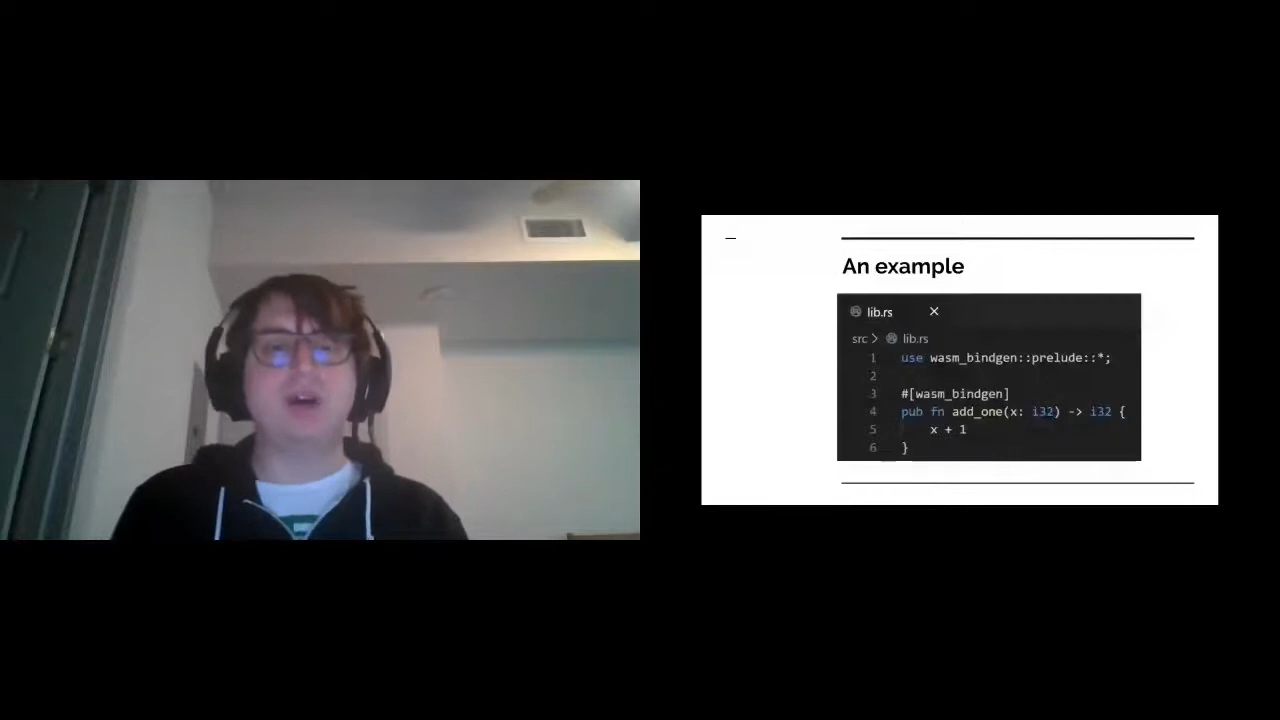 An example
lib.rs
src > lib.rs
1 use wasm_bindgen::prelude::*;
2
3 #[wasm_bindgen]
4 pub fn add_one(x: i32) -> i32 {
5 x + 1
6 }